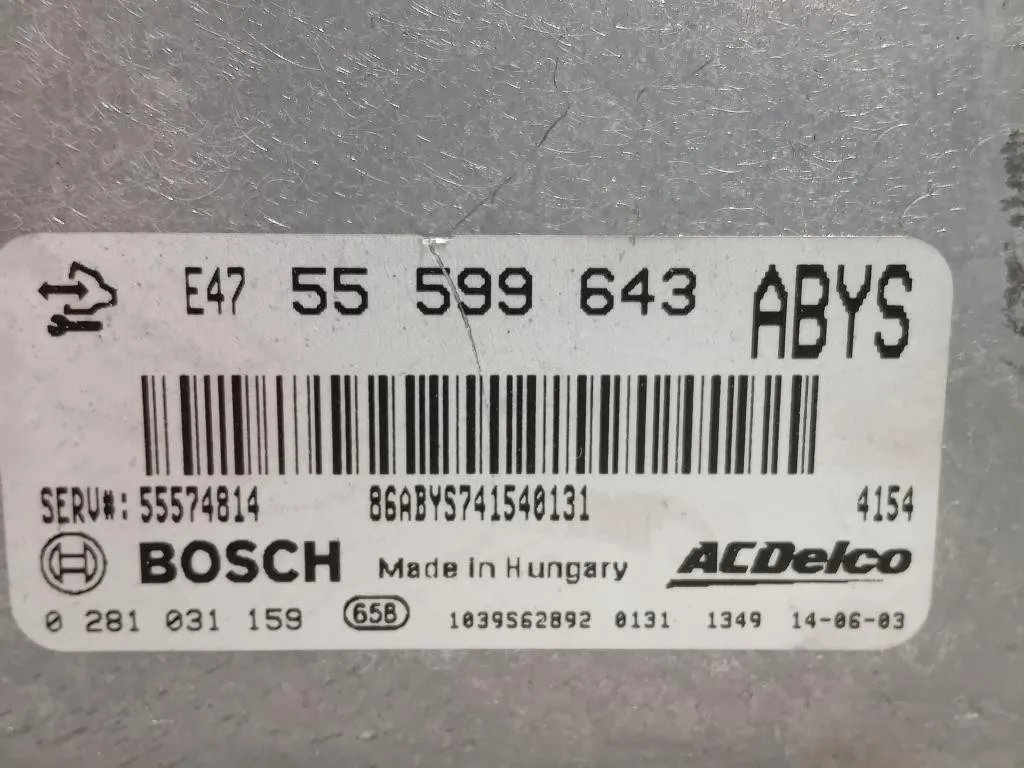 E47 55 599 643 ABYS
SERV#: 55574814 86ABYS741540131 4154
BOSCH Made in Hungary ACDelco
0 281 031 159 65B 1039S62892 0131 1349 14-06-03